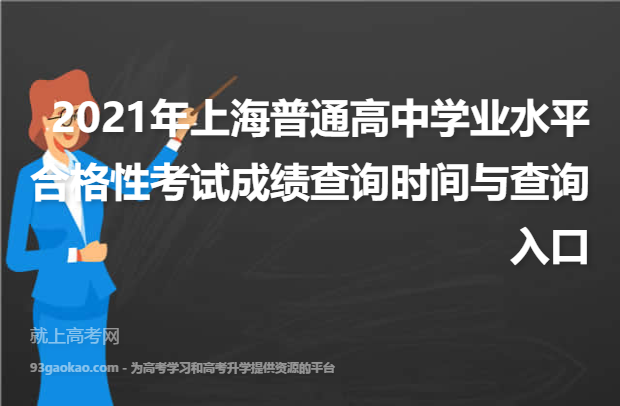 2021年上海普通高中学业水平
合格性考试成绩查询时间与查询
入口
就上高考网
93gaokao.com - 为高考学习和高考升学提供资源的平台